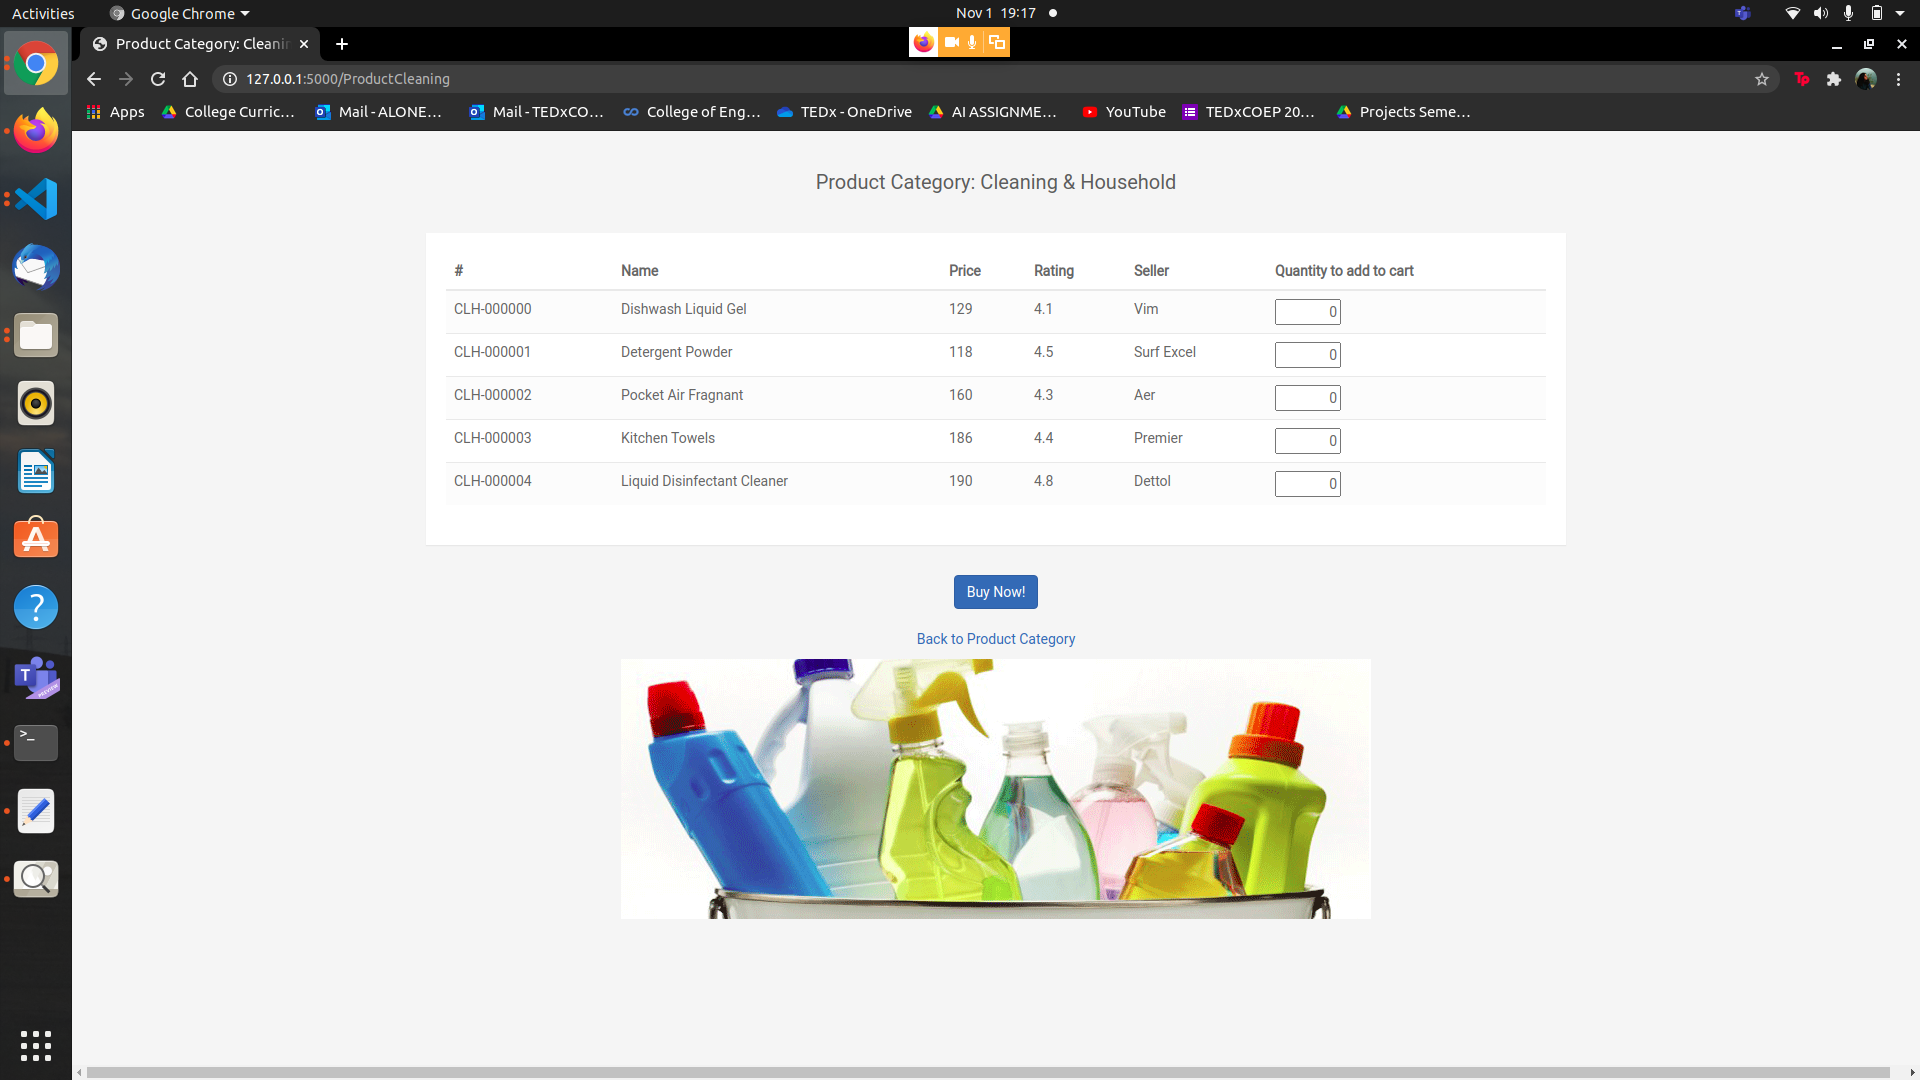 Activities Google Chrome Nov 1 19:17
Product Category: Cleanin
127.0.0.1:5000/ProductCleaning
Apps College Curric... Mail - ALONE... Mail - TEDxCO... College of Eng... TEDx - OneDrive AI ASSIGNME... YouTube TEDxCOEP 20... Projects Seme...
Product Category: Cleaning & Household
# Name Price Rating Seller Quantity to add to cart
CLH-000000 Dishwash Liquid Gel 129 4.1 Vim 0
CLH-000001 Detergent Powder 118 4.5 Surf Excel 0
CLH-000002 Pocket Air Fragnant 160 4.3 Aer 0
CLH-000003 Kitchen Towels 186 4.4 Premier 0
CLH-000004 Liquid Disinfectant Cleaner 190 4.8 Dettol 0
Buy Now!
Back to Product Category